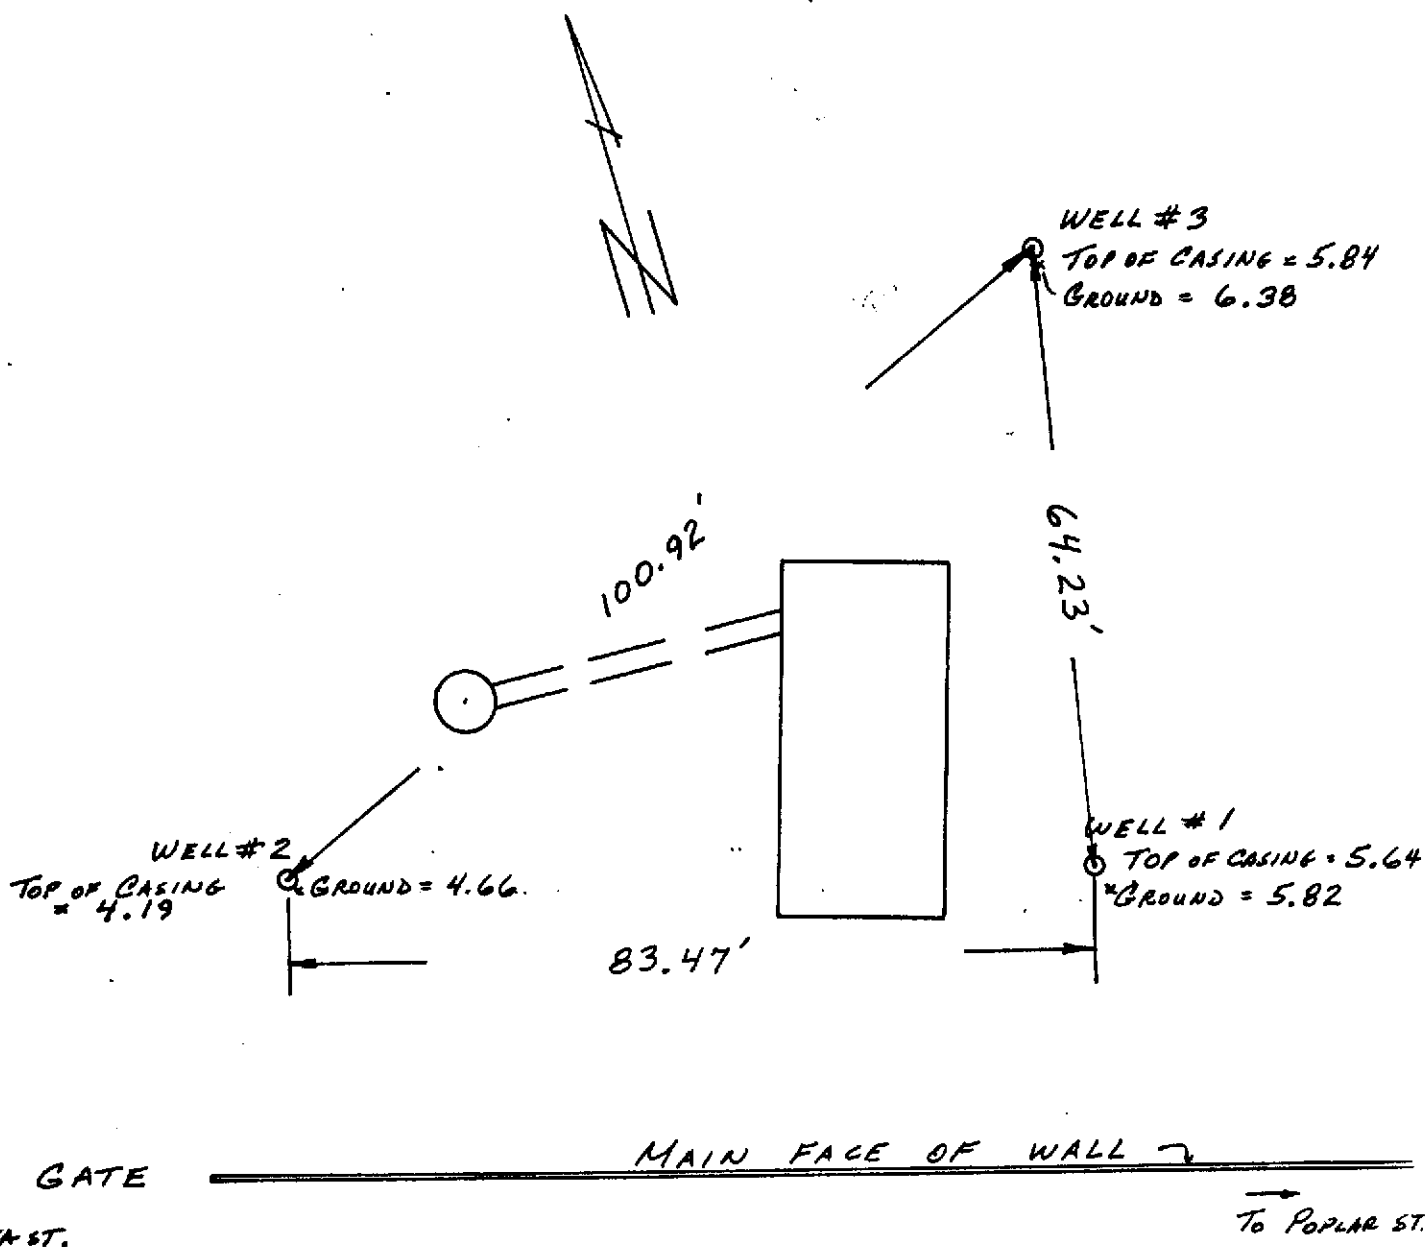 N
WELL #3
TOP OF CASING = 5.84
GROUND = 6.38
100.92'
64.23'
WELL #2
TOP OF CASING
= 4.19
GROUND = 4.66
WELL #1
TOP OF CASING = 5.64
GROUND = 5.82
83.47'
MAIN FACE OF WALL
GATE
ST.
TO POPLAR ST.